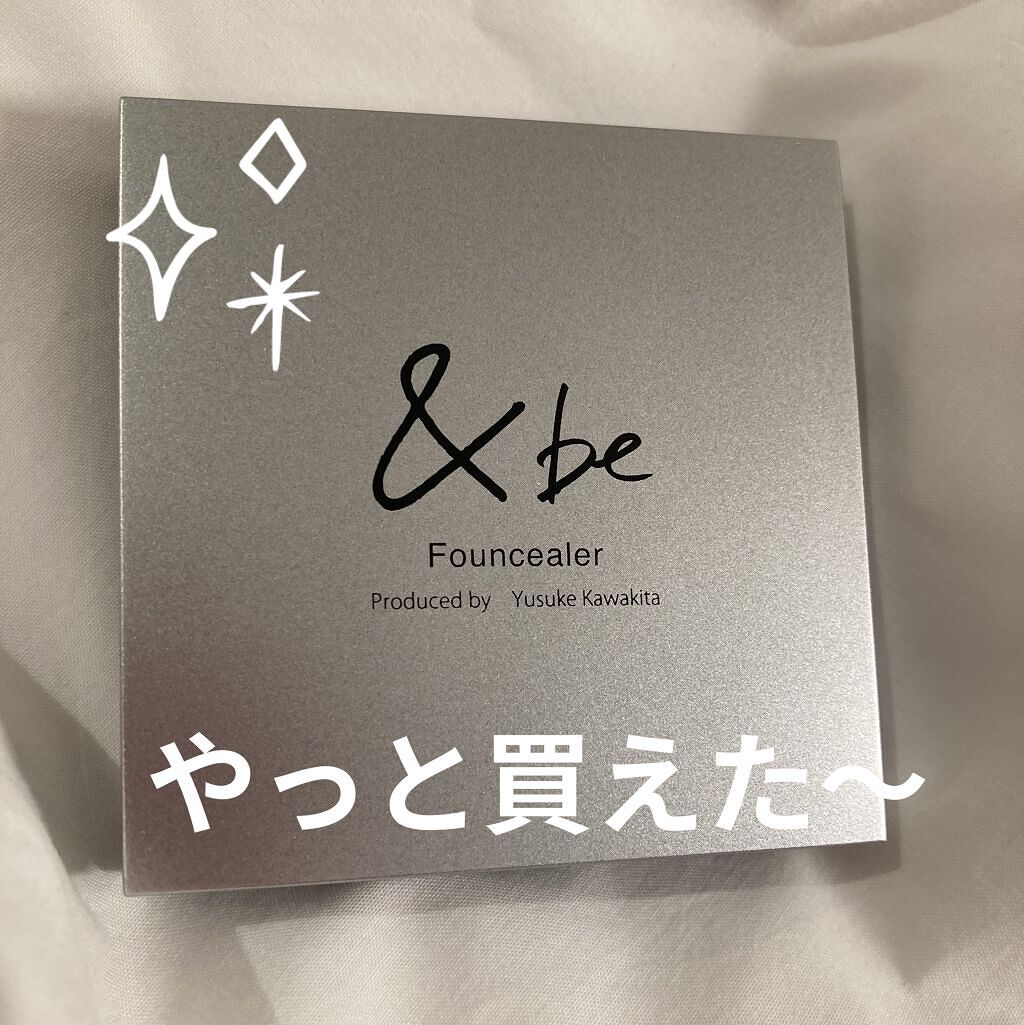 & be
Founcealer
Produced by Yusuke Kawakita
やっと買えた〜